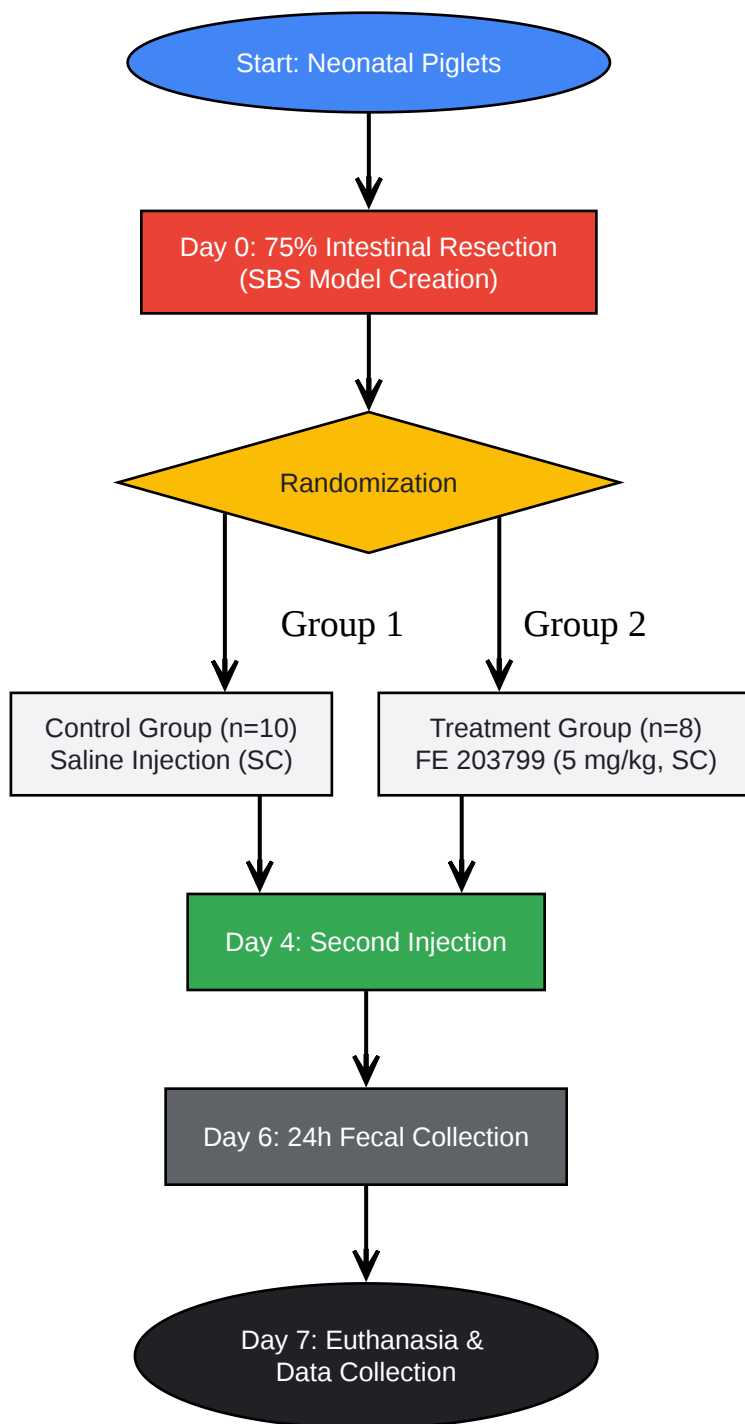 Start: Neonatal Piglets
Day 0: 75% Intestinal Resection
(SBS Model Creation)
Randomization
Group 1
Group 2
Control Group (n=10)
Saline Injection (SC)
Treatment Group (n=8)
FE 203799 (5 mg/kg, SC)
Day 4: Second Injection
Day 6: 24h Fecal Collection
Day 7: Euthanasia &
Data Collection